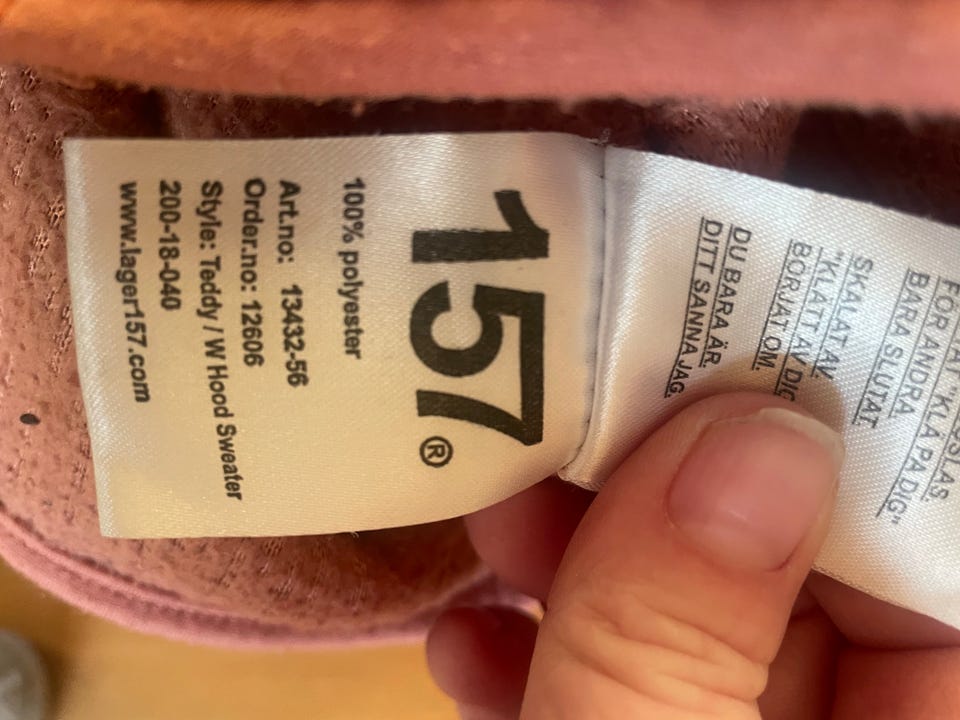 157®
100% polyester
Art.no: 13432-56
Order.no: 12606
Style: Teddy / W Hood Sweater
200-18-040
www.lager157.com
FÖR ANDRA
KLÄ PÅ DIG"
BARA SLUTAT
SKALAT AV.
"KLÄTT AV DIG
BÖRJAT OM.
DU BARA ÄR.
DITT SANNA JAG.